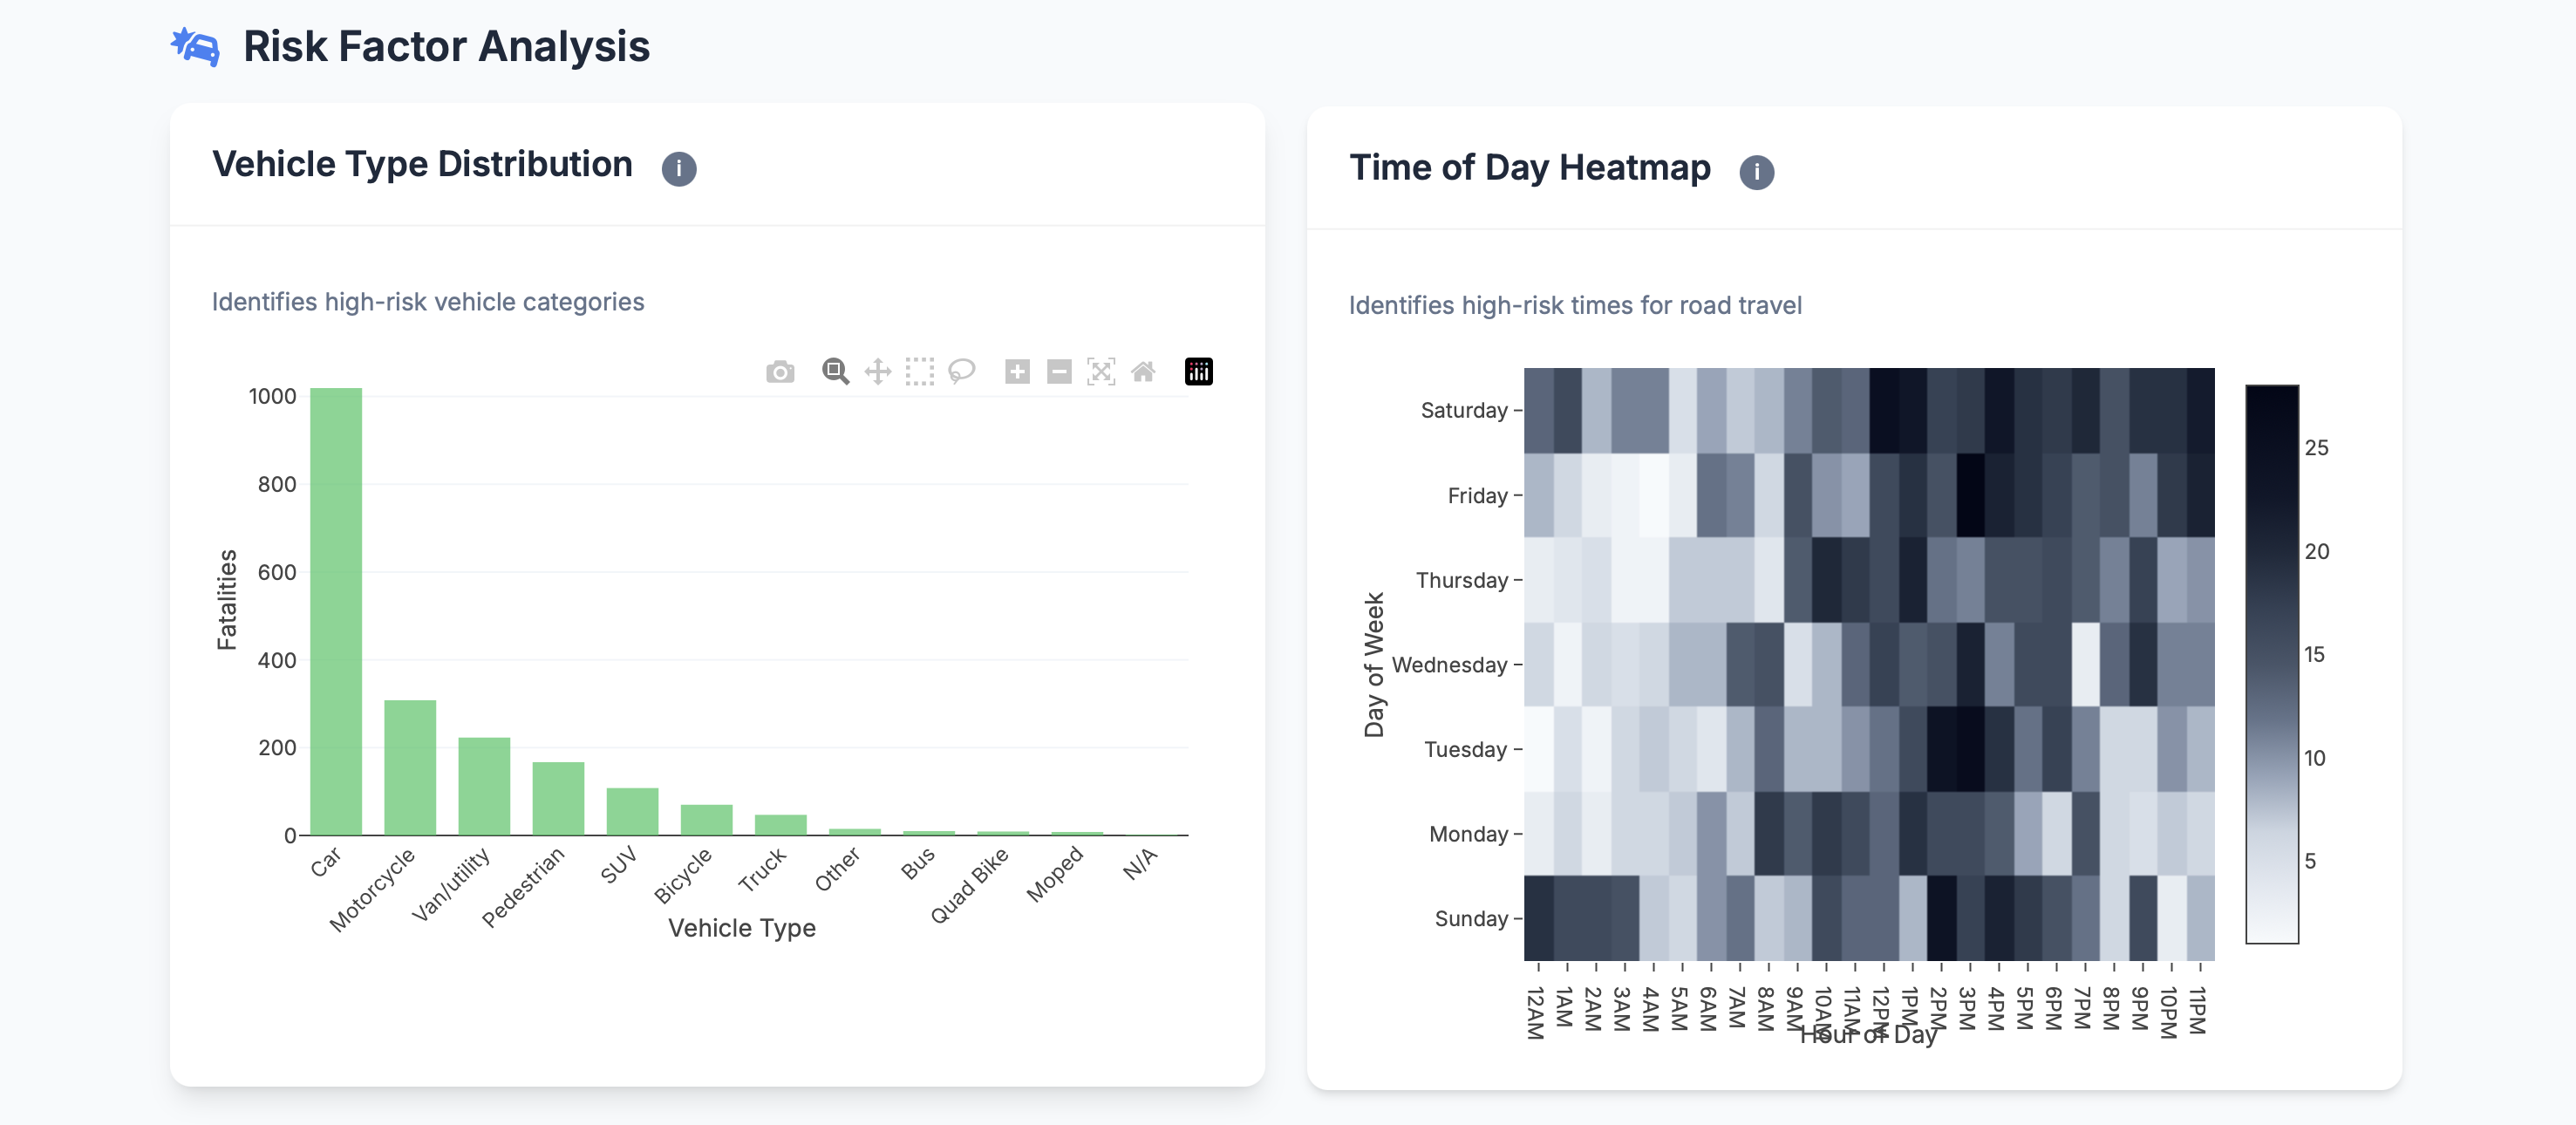 Risk Factor Analysis
Vehicle Type Distribution
i
Identifies high-risk vehicle categories
1000
800
600
400
200
0
Fatalities
Car
Motorcycle
Van/utility
Pedestrian
SUV
Bicycle
Truck
Other
Bus
Quad Bike
Moped
N/A
Vehicle Type
Time of Day Heatmap
i
Identifies high-risk times for road travel
Saturday
Friday
Thursday
Wednesday
Tuesday
Monday
Sunday
Day of Week
12AM
1AM
2AM
3AM
4AM
5AM
6AM
7AM
8AM
9AM
10AM
11AM
12PM
1PM
2PM
3PM
4PM
5PM
6PM
7PM
8PM
9PM
10PM
11PM
Hour of Day
25
20
15
10
5